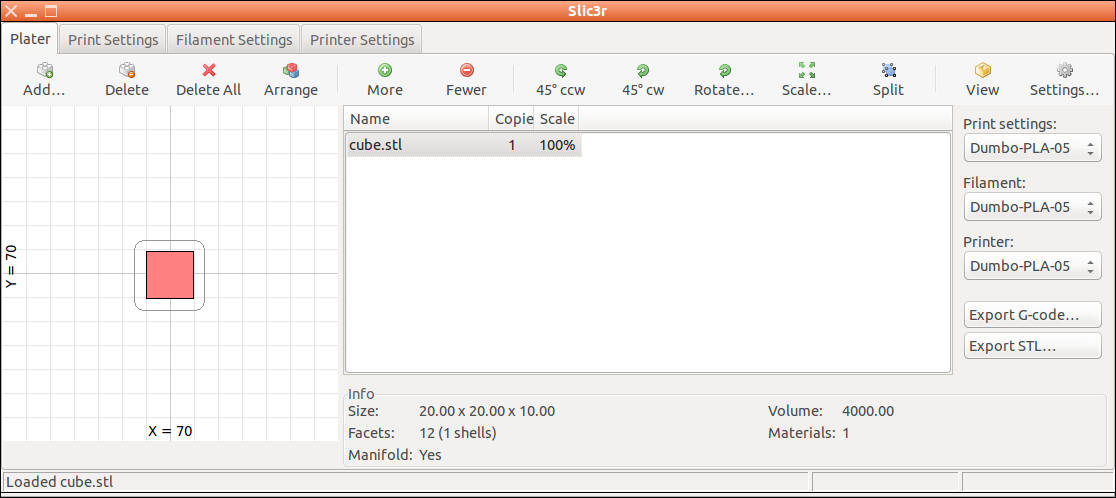 Slic3r
Plater Print Settings Filament Settings Printer Settings
Add... Delete Delete All Arrange More Fewer 45° ccw 45° cw Rotate... Scale... Split View Settings...
Name Copie Scale
cube.stl 1 100%
Print settings:
Dumbo-PLA-05
Filament:
Dumbo-PLA-05
Printer:
Dumbo-PLA-05
Export G-code...
Export STL...
Y = 70
X = 70
Info
Size: 20.00 x 20.00 x 10.00 Volume: 4000.00
Facets: 12 (1 shells) Materials: 1
Manifold: Yes
Loaded cube.stl